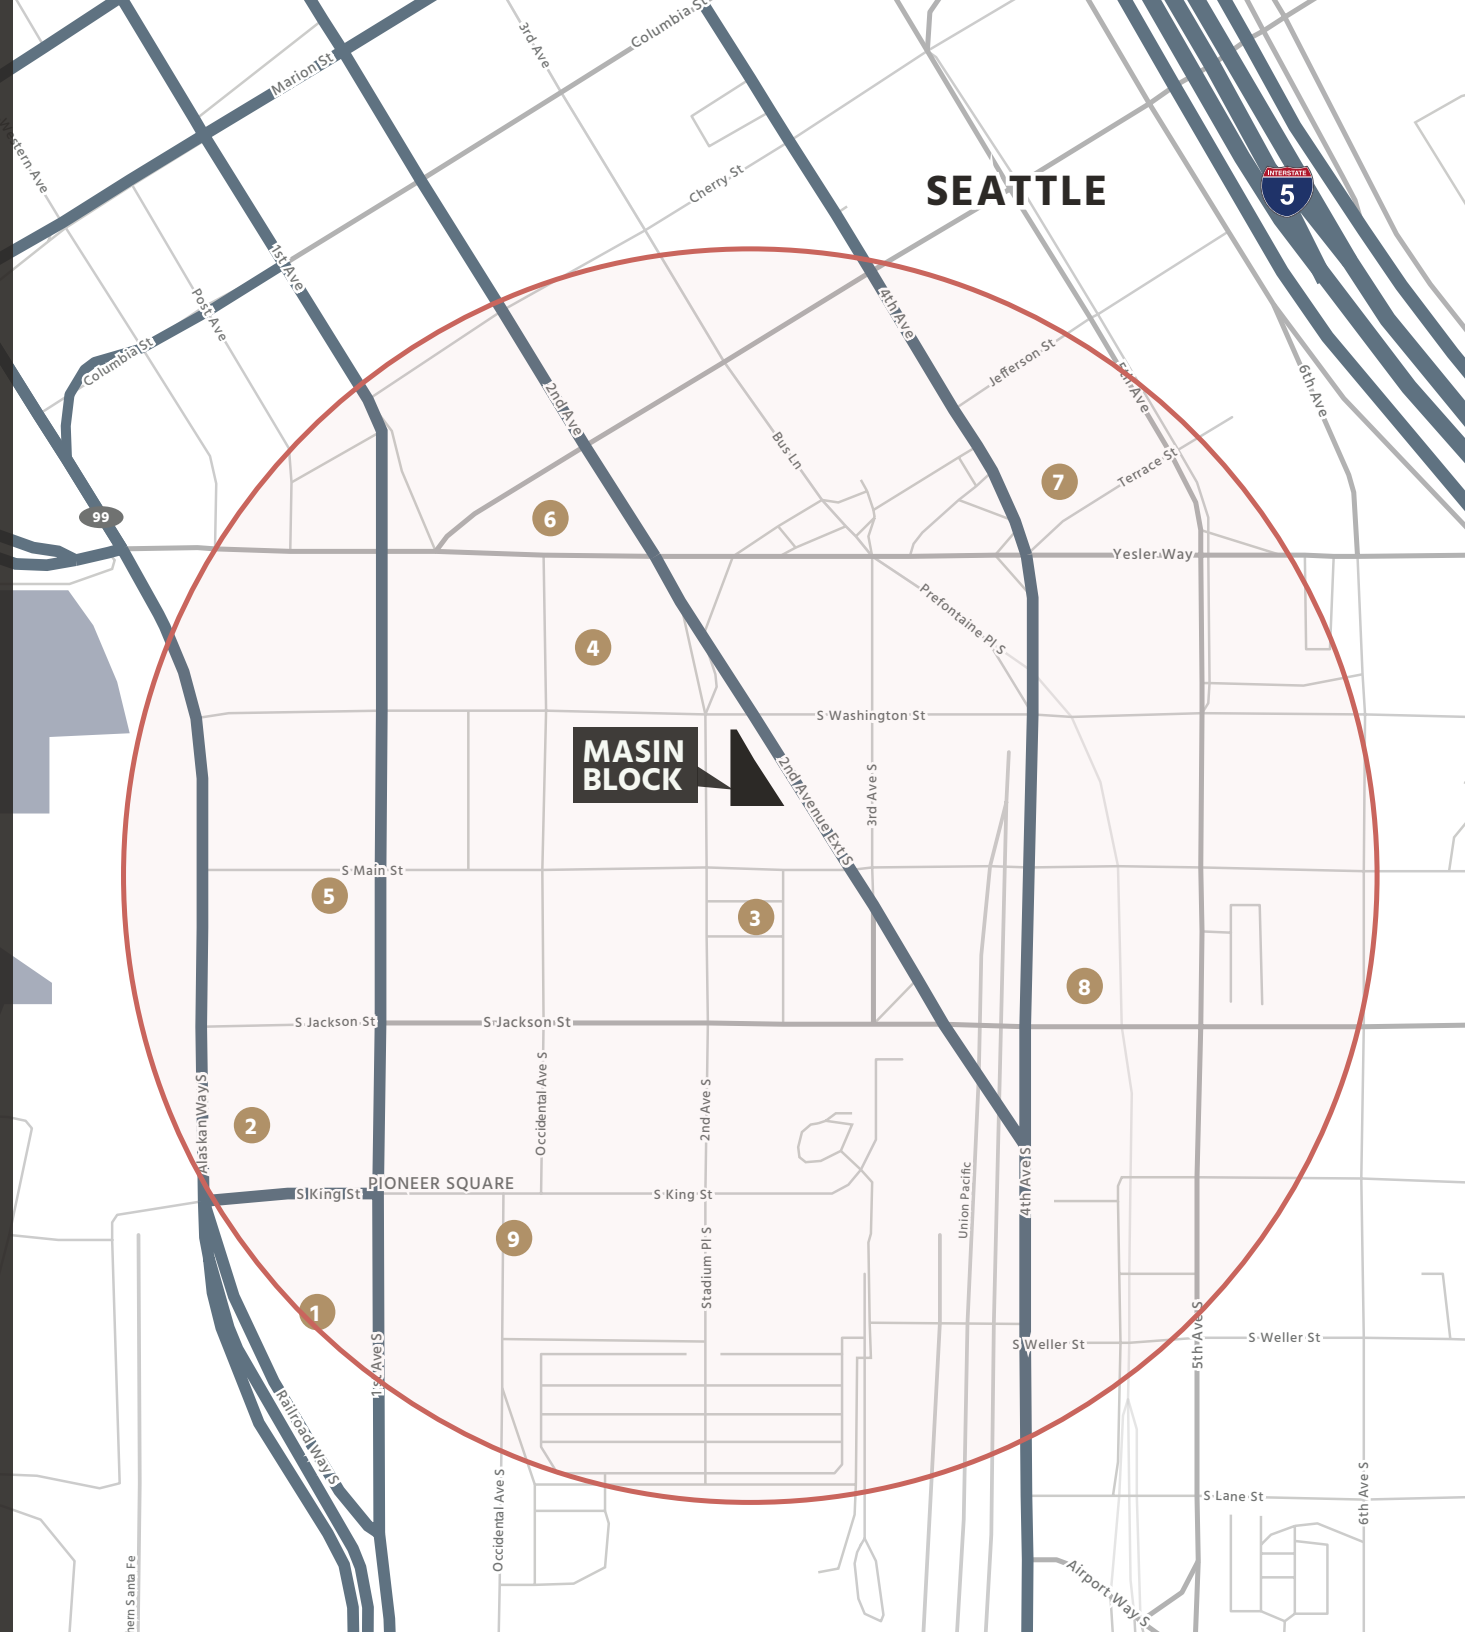 Columbia St
3rd Ave
Marion St
Western Ave
Cherry St
INTERSTATE
5
SEATTLE
1st Ave
Post Ave
4th Ave
Columbia St
Jefferson St
5th Ave
6th Ave
2nd Ave
Bus Ln
Terrace St
7
99
6
Yesler Way
Prefontaine Pl S
4
S Washington St
MASIN
BLOCK
2nd Avenue Ext S
3rd Ave S
S Main St
5
3
8
S Jackson St
S Jackson St
Occidental Ave S
2nd Ave S
Alaskan Way S
2
PIONEER SQUARE
S King St
S King St
Union Pacific
4th Ave S
9
Stadium Pl S
1
1st Ave S
S Weller St
5th Ave S
S Weller St
Railroad Way S
Occidental Ave S
S Lane St
6th Ave S
Airport Way S
hern Santa Fe